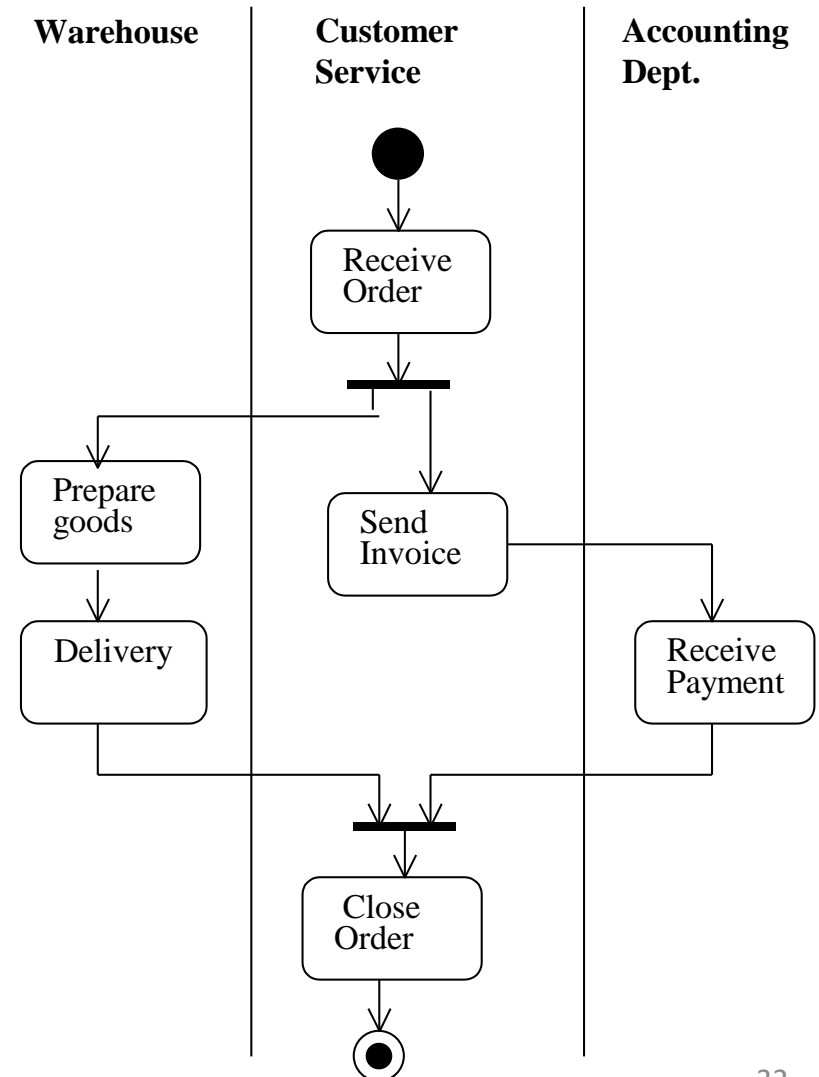 Warehouse
Customer
Service
Accounting
Dept.
Receive
Order
Prepare
goods
Send
Invoice
Delivery
Receive
Payment
Close
Order